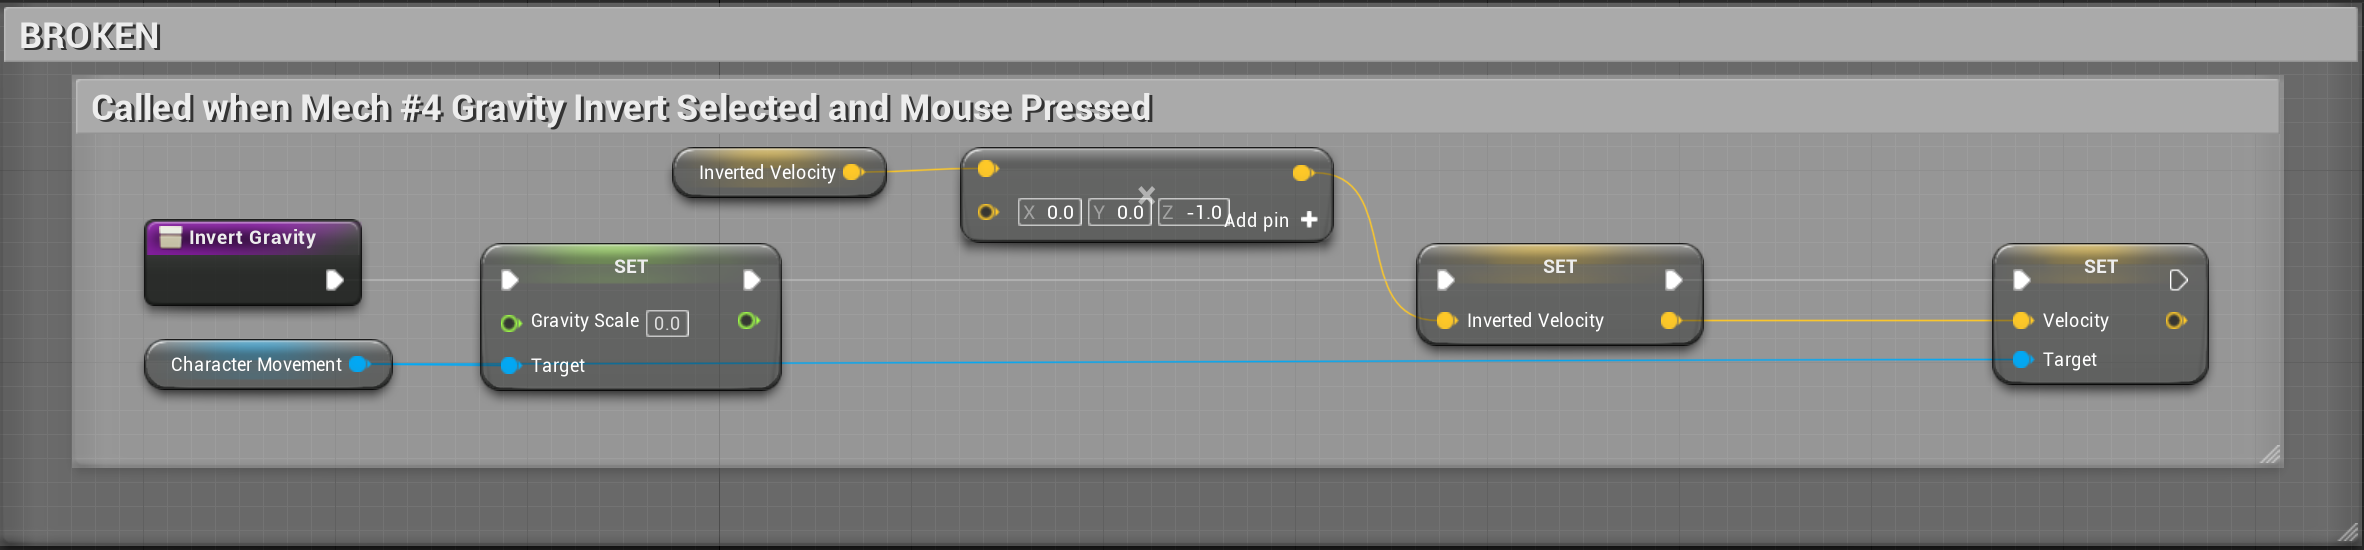 BROKEN
Called when Mech #4 Gravity Invert Selected and Mouse Pressed
Inverted Velocity
X 0.0 Y 0.0 Z -1.0 Add pin
Invert Gravity
SET
Gravity Scale 0.0
Target
Character Movement
SET
Inverted Velocity
SET
Velocity
Target